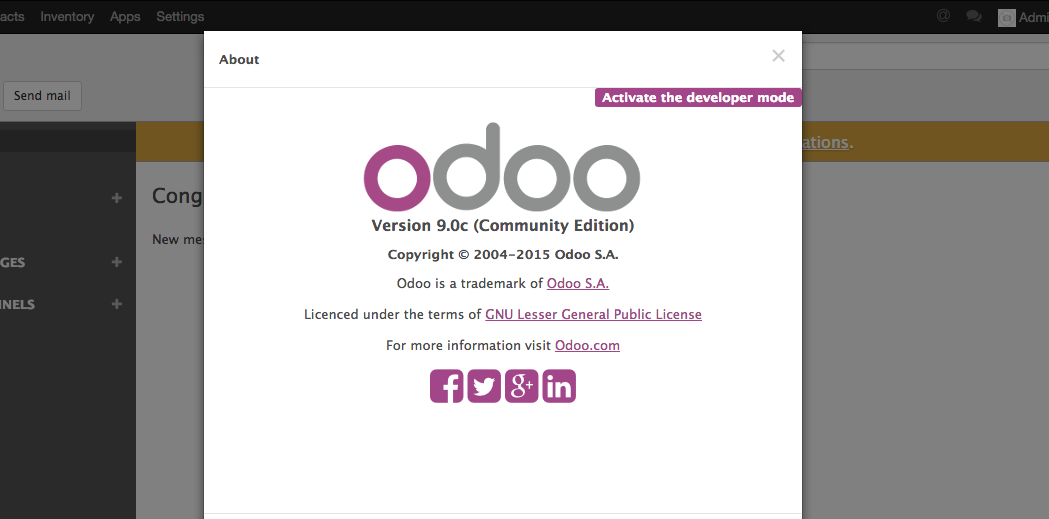 acts Inventory Apps Settings @ Admi
About ×
Send mail
Activate the developer mode
ations.
odoo
Cong
Version 9.0c (Community Edition)
New me
Copyright © 2004-2015 Odoo S.A.
GES +
Odoo is a trademark of Odoo S.A.
NELS +
Licenced under the terms of GNU Lesser General Public License
For more information visit Odoo.com